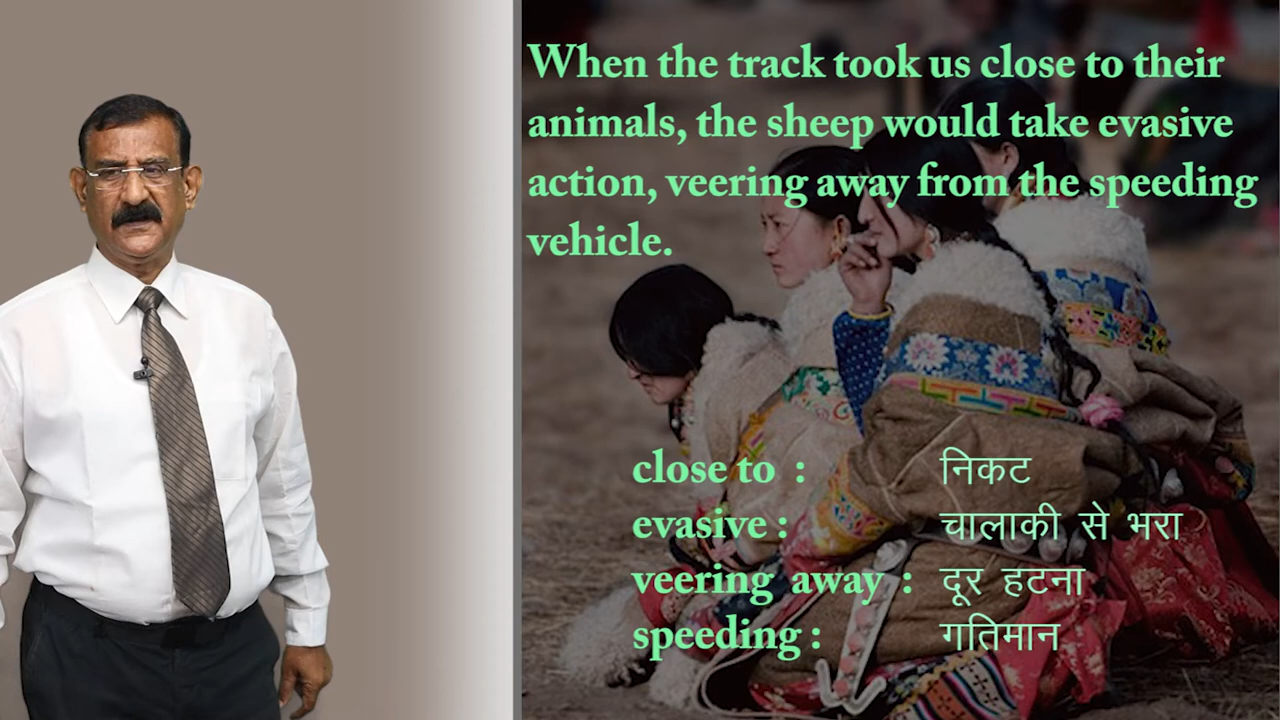 When the track took us close to their
animals, the sheep would take evasive
action, veering away from the speeding
vehicle.
close to : निकट
evasive : चालाकी से भरा
veering away : दूर हटना
speeding : गतिमान